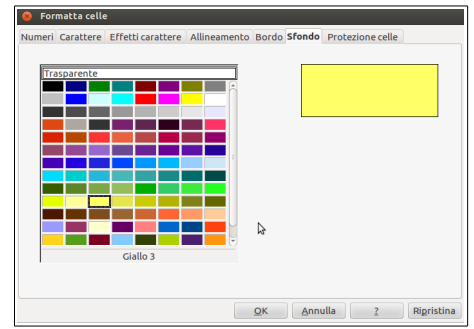 Formatta celle
Numeri Carattere Effetti carattere Allineamento Bordo Sfondo Protezione celle
Trasparente
Giallo 3
OK Annulla ? Ripristina